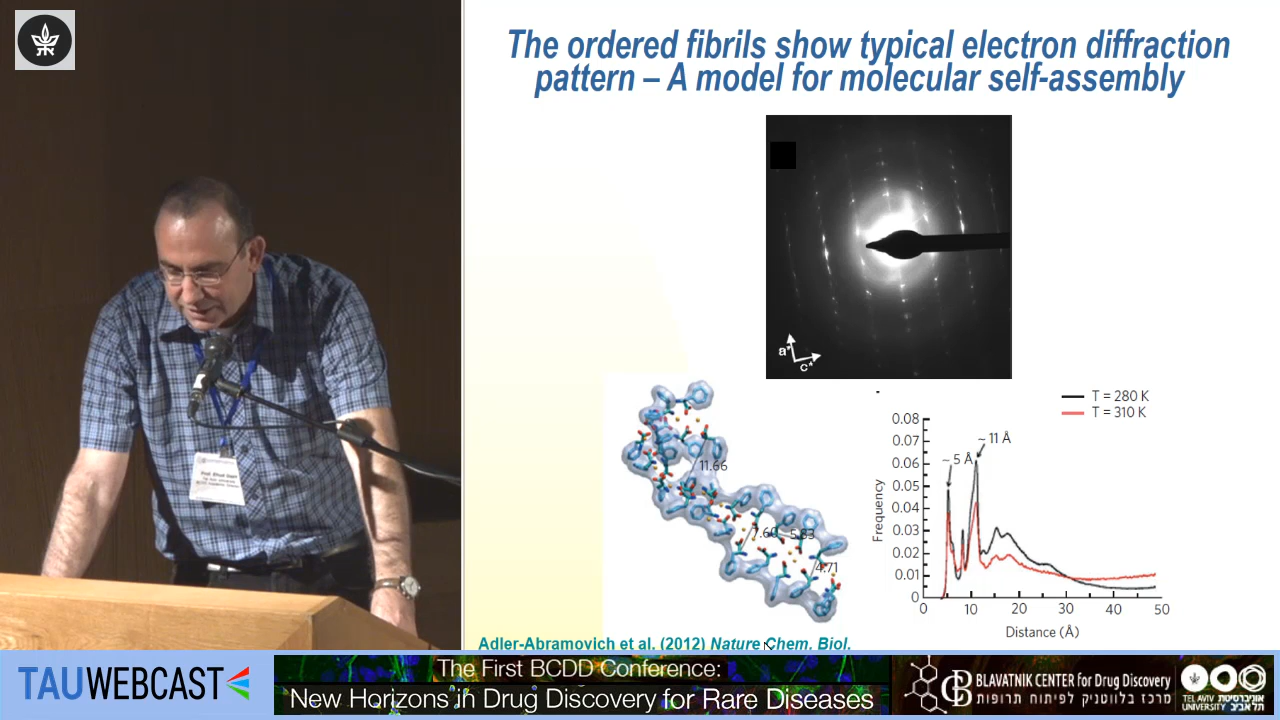 The ordered fibrils show typical electron diffraction
pattern – A model for molecular self-assembly
a*
c*
11.66
7.60
5.83
4.71
T = 280 K
T = 310 K
~ 11 Å
~ 5 Å
Frequency
0.08
0.07
0.06
0.05
0.04
0.03
0.02
0.01
0
0 10 20 30 40 50
Distance (Å)
Adler-Abramovich et al. (2012) Nature Chem. Biol.
TAUWEBCAST
The First BCDD Conference:
New Horizons in Drug Discovery for Rare Diseases
BLAVATNIK CENTER for Drug Discovery
מרכז בלווטניק לפיתוח תרופות
TEL AVIV UNIVERSITY
אוניברסיטת תל אביב